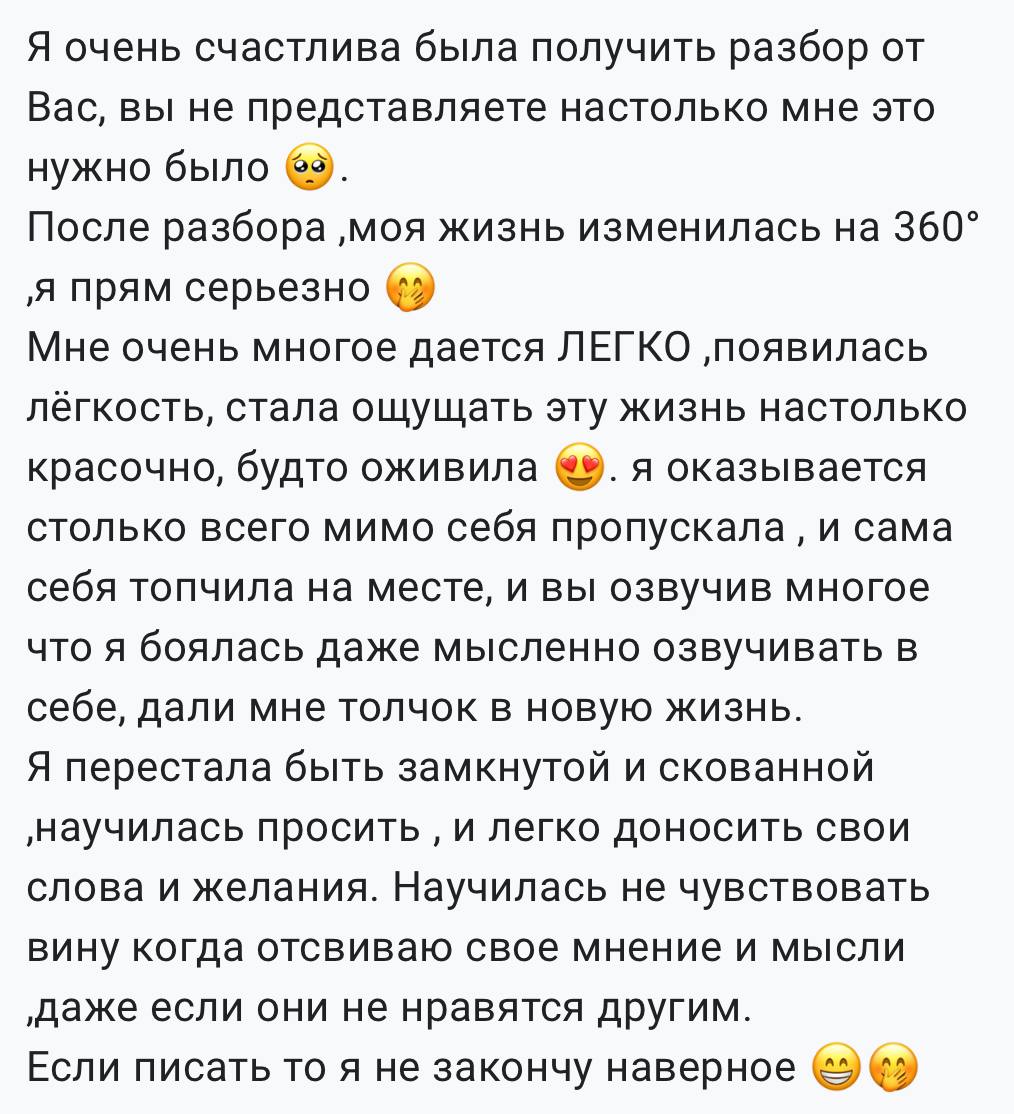 Я очень счастлива была получить разбор от
Вас, вы не представляете настолько мне это
нужно было 🥺.
После разбора ,моя жизнь изменилась на 360°
,я прям серьезно 🤭
Мне очень многое дается ЛЕГКО ,появилась
лёгкость, стала ощущать эту жизнь настолько
красочно, будто оживила 😍. я оказывается
столько всего мимо себя пропускала , и сама
себя топчила на месте, и вы озвучив многое
что я боялась даже мысленно озвучивать в
себе, дали мне толчок в новую жизнь.
Я перестала быть замкнутой и скованной
,научилась просить , и легко доносить свои
слова и желания. Научилась не чувствовать
вину когда отсвиваю свое мнение и мысли
,даже если они не нравятся другим.
Если писать то я не закончу наверное 😁🤭